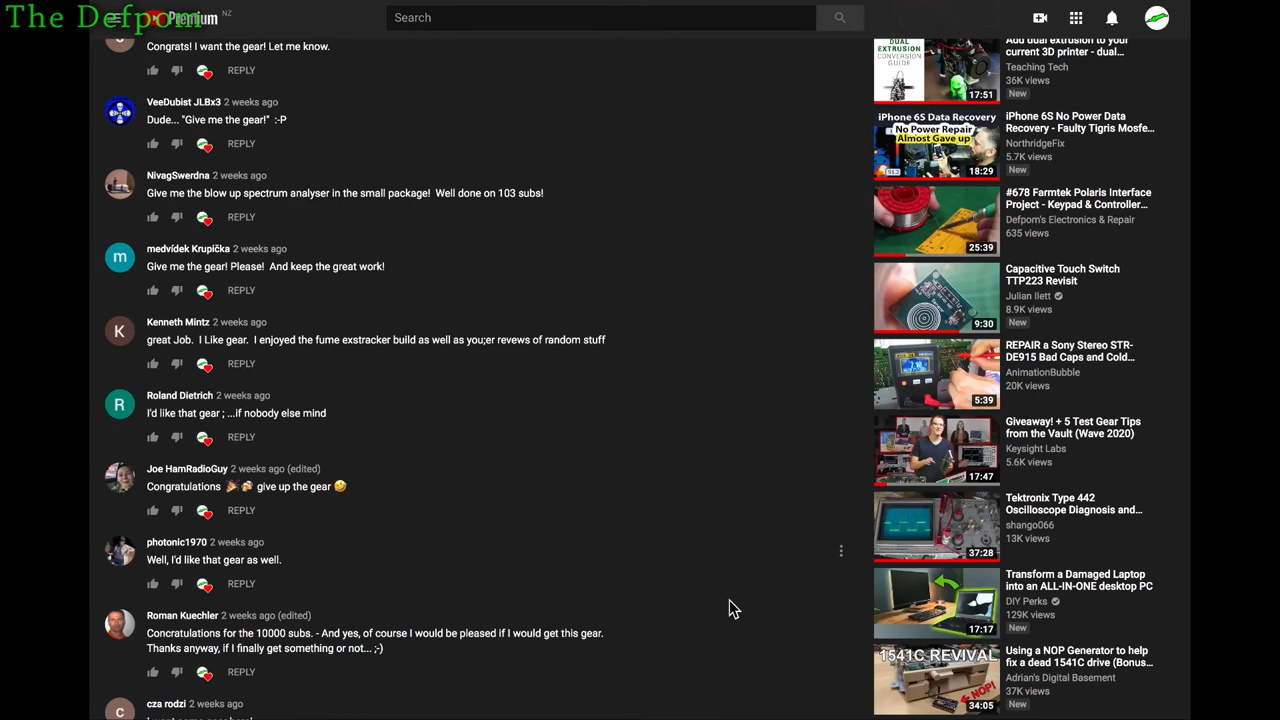 The Defpom
Premium NZ
Search
Congrats! I want the gear! Let me know.
REPLY
VeeDubist JLBx3 2 weeks ago
Dude... "Give me the gear!" :-P
REPLY
NivagSwerdna 2 weeks ago
Give me the blow up spectrum analyser in the small package! Well done on 103 subs!
REPLY
medvídek Krupička 2 weeks ago
Give me the gear! Please! And keep the great work!
REPLY
Kenneth Mintz 2 weeks ago
great Job. I Like gear. I enjoyed the fume exstracker build as well as you;er revews of random stuff
REPLY
Roland Dittrich 2 weeks ago
I'd like that gear ; ...if nobody else mind
REPLY
Joe HamRadioGuy 2 weeks ago (edited)
Congratulations 🎉🍻 give up the gear 🤣
REPLY
photonic1970 2 weeks ago
Well, I'd like that gear as well.
REPLY
Roman Kuechler 2 weeks ago (edited)
Concratulations for the 10000 subs. - And yes, of course I would be pleased if I would get this gear.
Thanks anyway, if I finally get something or not... ;-)
REPLY
cza rodzi 2 weeks ago
DUAL
EXTRUSION
CONVERSION
GUIDE
17:51
Add dual extrusion to your
current 3D printer - dual...
Teaching Tech
36K views
New
iPhone 6S Data Recovery
No Power Repair
Almost Gave up
18:29
iPhone 6S No Power Data
Recovery - Faulty Tigris Mosfe...
NorthridgeFix
5.7K views
New
25:39
#678 Farmtek Polaris Interface
Project - Keypad & Controller...
Defpom's Electronics & Repair
635 views
9:30
Capacitive Touch Switch
TTP223 Revisit
Julian Ilett
8.9K views
New
5:39
REPAIR a Sony Stereo STR-
DE915 Bad Caps and Cold...
AnimationBubble
20K views
17:47
Giveaway! + 5 Test Gear Tips
from the Vault (Wave 2020)
Keysight Labs
5.6K views
37:28
Tektronix Type 442
Oscilloscope Diagnosis and...
shango066
13K views
17:17
Transform a Damaged Laptop
into an ALL-IN-ONE desktop PC
DIY Perks
129K views
New
1541C REVIVAL
NOP!
34:05
Using a NOP Generator to help
fix a dead 1541C drive (Bonus...
Adrian's Digital Basement
37K views
New